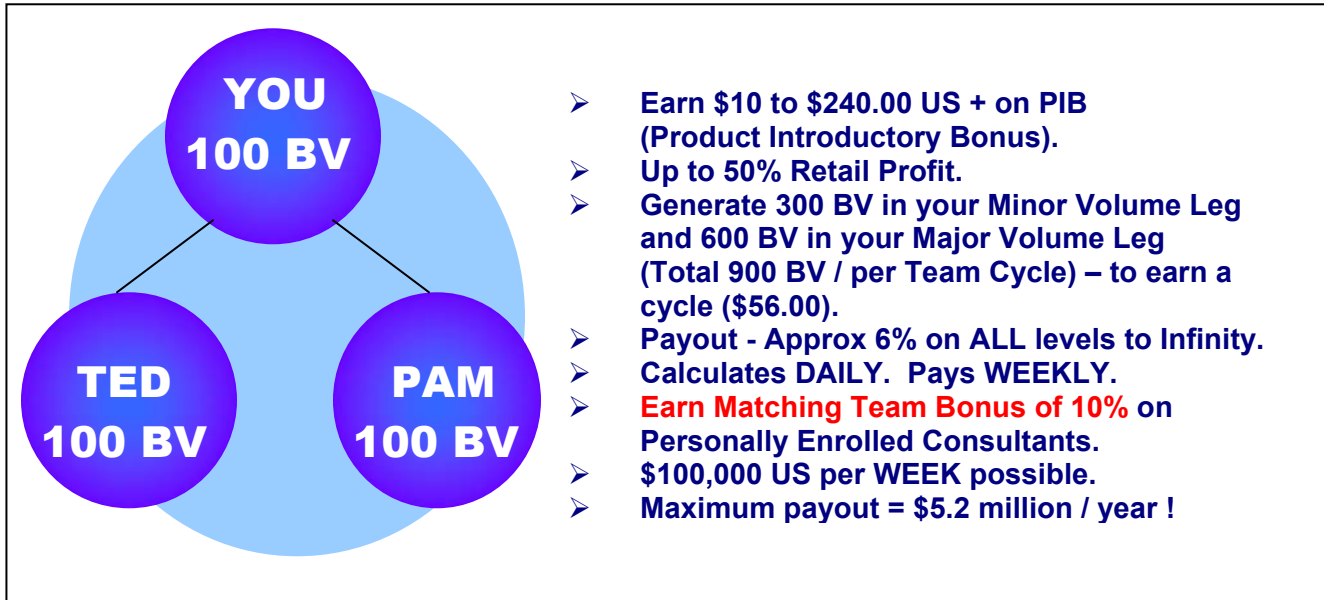 YOU
100 BV
TED
100 BV
PAM
100 BV
➢ Earn $10 to $240.00 US + on PIB
(Product Introductory Bonus).
➢ Up to 50% Retail Profit.
➢ Generate 300 BV in your Minor Volume Leg
and 600 BV in your Major Volume Leg
(Total 900 BV / per Team Cycle) – to earn a
cycle ($56.00).
➢ Payout - Approx 6% on ALL levels to Infinity.
➢ Calculates DAILY.  Pays WEEKLY.
➢ Earn Matching Team Bonus of 10% on
Personally Enrolled Consultants.
➢ $100,000 US per WEEK possible.
➢ Maximum payout = $5.2 million / year !